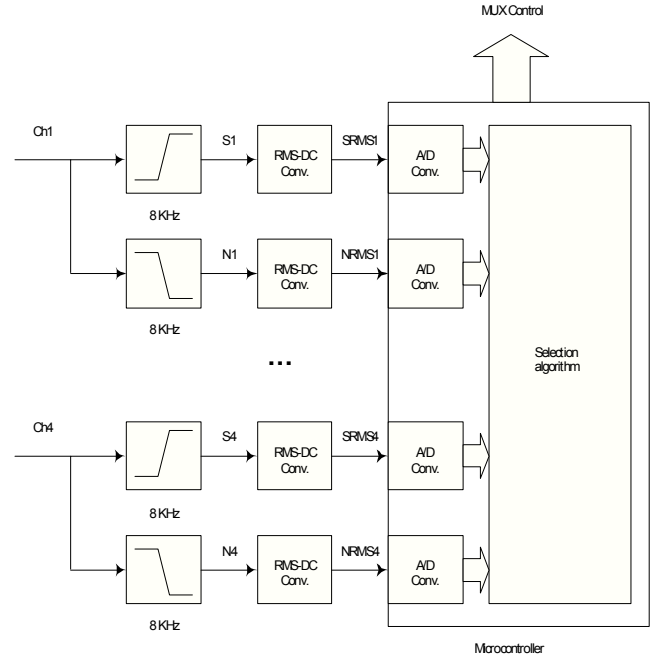 MUX Control
Ch1
S1
RMS-DC
Conv.
SRMS1
A/D
Conv.
8 KHz
N1
RMS-DC
Conv.
NRMS1
A/D
Conv.
8 KHz
...
Selection
algorithm
Ch4
S4
RMS-DC
Conv.
SRMS4
A/D
Conv.
8 KHz
N4
RMS-DC
Conv.
NRMS4
A/D
Conv.
8 KHz
Microcontroller